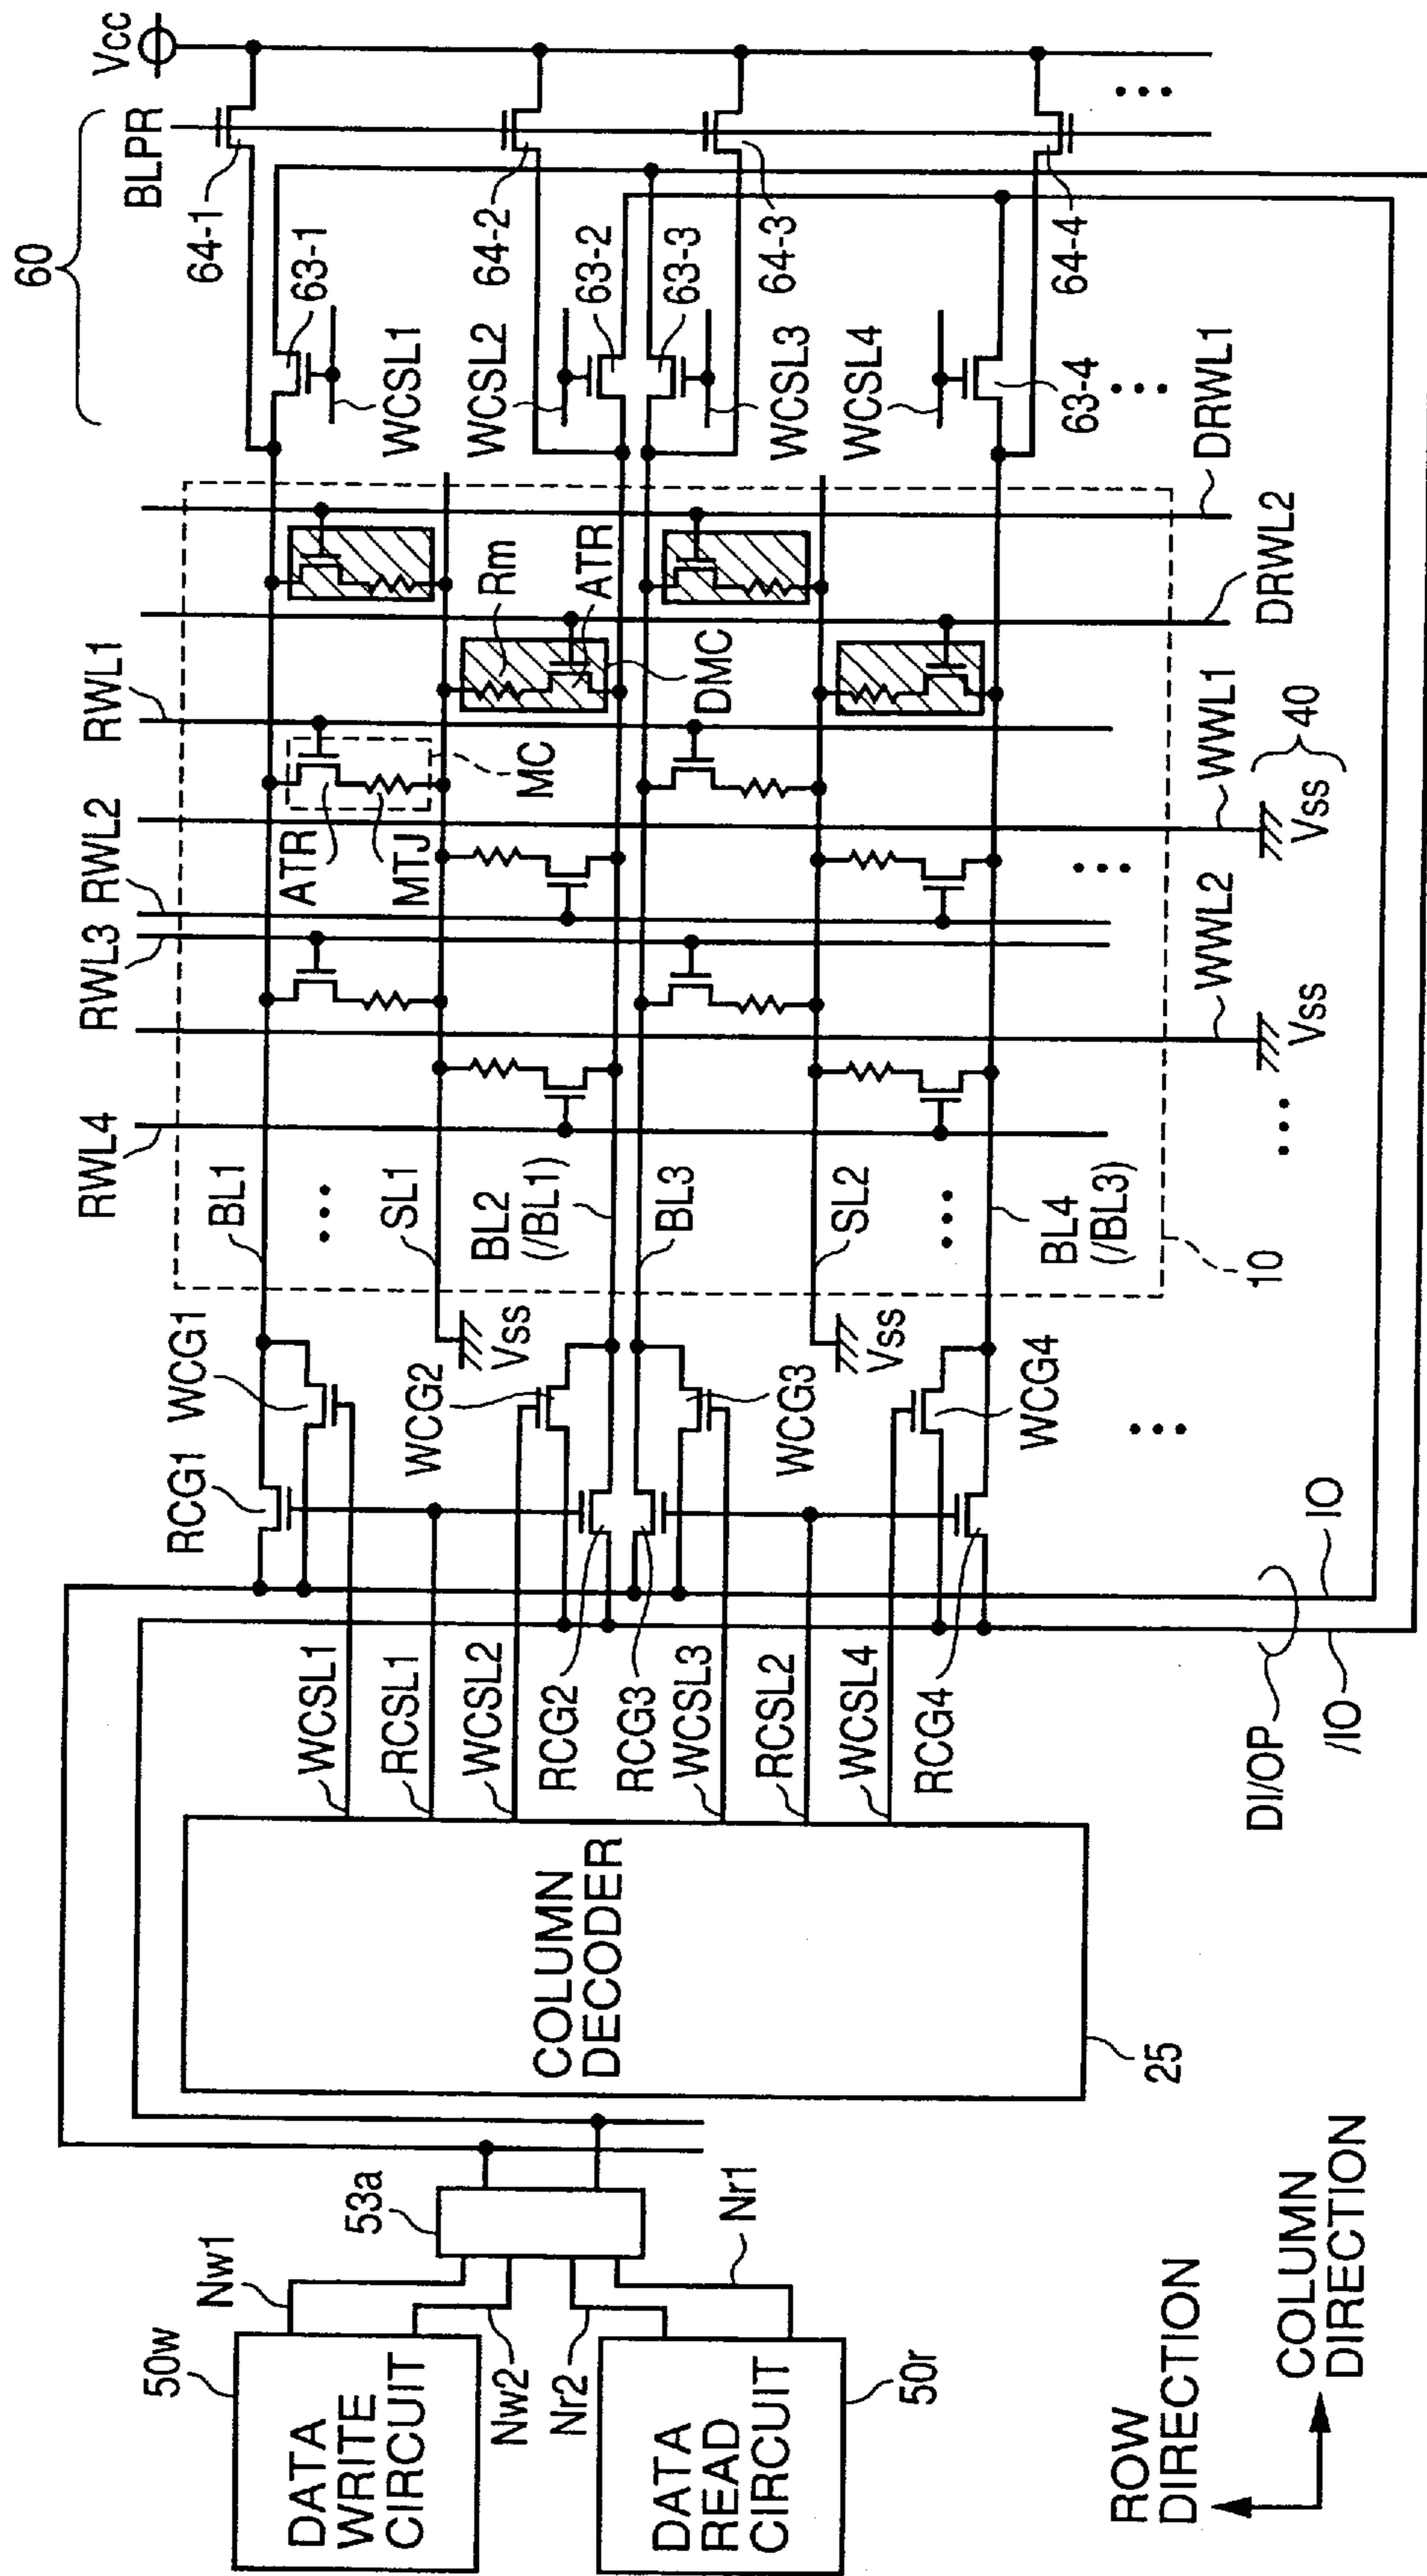 60
BLPR
Vcc
64-1
63-1
WCSL1
64-2
WCSL2
63-2
63-3
64-3
WCSL3
WCSL4
64-4
63-4
DRWL1
DRWL2
RWL1
Rm
ATR
DMC
WWL1
40
RWL2
ATR
MTJ
MC
Vss
RWL3
WWL2
Vss
RWL4
BL1
SL1
BL2
(/BL1)
BL3
SL2
BL4
(/BL3)
10
RCG1
WCG1
Vss
WCG2
WCG3
Vss
WCG4
IO
WCSL1
RCSL1
WCSL2
RCG2
RCG3
WCSL3
RCSL2
WCSL4
RCG4
DI/OP
/IO
COLUMN
DECODER
25
53a
Nw1
Nr1
50w
Nw2
Nr2
50r
DATA
WRITE
CIRCUIT
DATA
READ
CIRCUIT
ROW
DIRECTION
COLUMN
DIRECTION